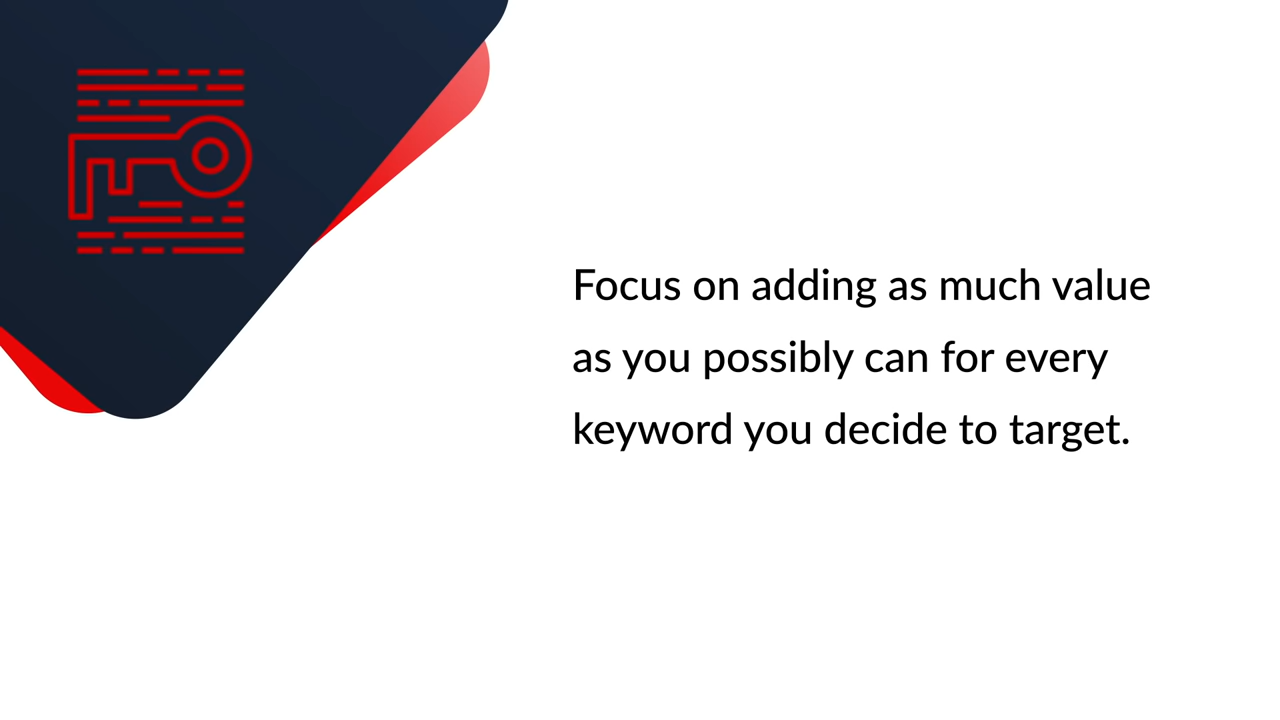 Focus on adding as much value
as you possibly can for every
keyword you decide to target.